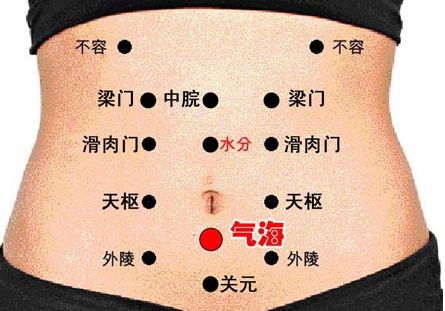 不容 不容
梁门 中脘 梁门
滑肉门 水分 滑肉门
天枢 天枢
气海
外陵 外陵
关元